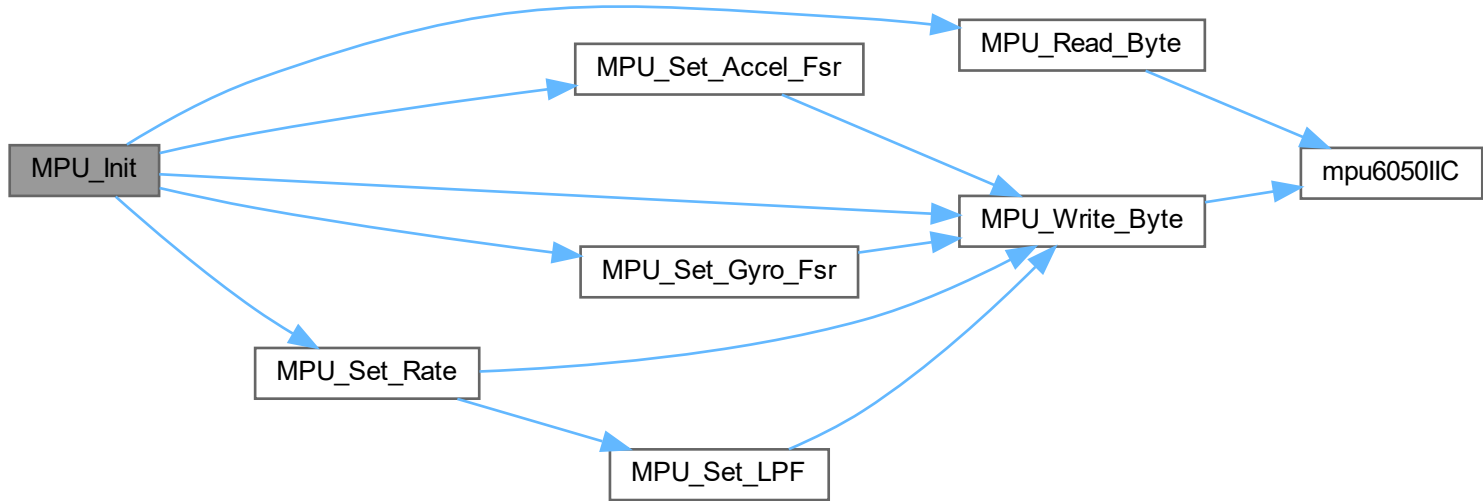 MPU_Read_Byte
MPU_Set_Accel_Fsr
MPU_Init
mpu6050IIC
MPU_Write_Byte
MPU_Set_Gyro_Fsr
MPU_Set_Rate
MPU_Set_LPF